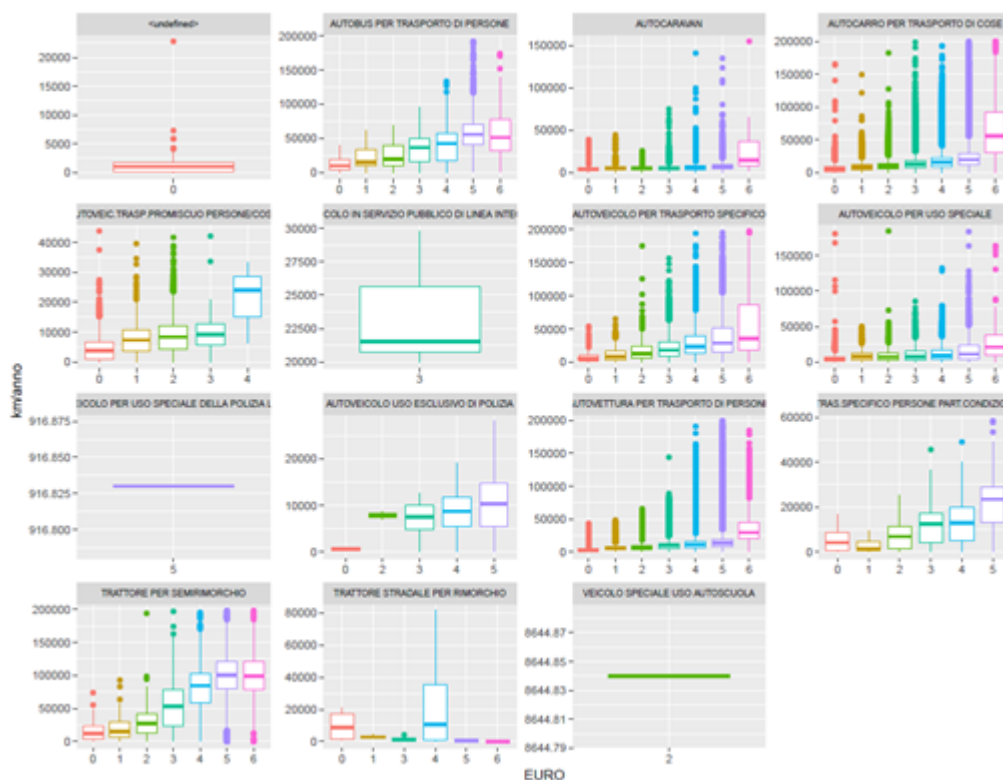 <undefined>
AUTOBUS PER TRASPORTO DI PERSONE
AUTOCARAVAN
AUTOCARRO PER TRASPORTO DI COSE
20000
15000
10000
5000
0
0
200000
150000
100000
50000
0
0 1 2 3 4 5 6
150000
100000
50000
0
0 1 2 3 4 5 6
200000
150000
100000
50000
0
0 1 2 3 4 5 6
AUTOVEIC.TRASP.PROMISCUO PERSONE/COS
COLO IN SERVIZIO PUBBLICO DI LINEA INTE
AUTOVEICOLO PER TRASPORTO SPECIFICO
AUTOVEICOLO PER USO SPECIALE
40000
30000
20000
10000
0
0 1 2 3 4
30000
27500
25000
22500
20000
3
200000
150000
100000
50000
0
0 1 2 3 4 5 6
200000
150000
100000
50000
0
0 1 2 3 4 5 6
km/anno
ICOLO PER USO SPECIALE DELLA POLIZIA L
AUTOVEICOLO USO ESCLUSIVO DI POLIZIA
AUTOVETTURA PER TRASPORTO DI PERSONE
TRAS.SPECIFICO PERSONE PART.CONDIZIO
916.875
916.850
916.825
916.800
5
20000
10000
0
0 2 3 4 5
200000
150000
100000
50000
0
0 1 2 3 4 5 6
60000
40000
20000
0
0 1 2 3 4 5
TRATTORE PER SEMIRIMORCHIO
TRATTORE STRADALE PER RIMORCHIO
VEICOLO SPECIALE USO AUTOSCUOLA
200000
150000
100000
50000
0
0 1 2 3 4 5 6
80000
60000
40000
20000
0
0 1 2 3 4 5 6
8644.87
8644.85
8644.83
8644.81
8644.79
2
EURO